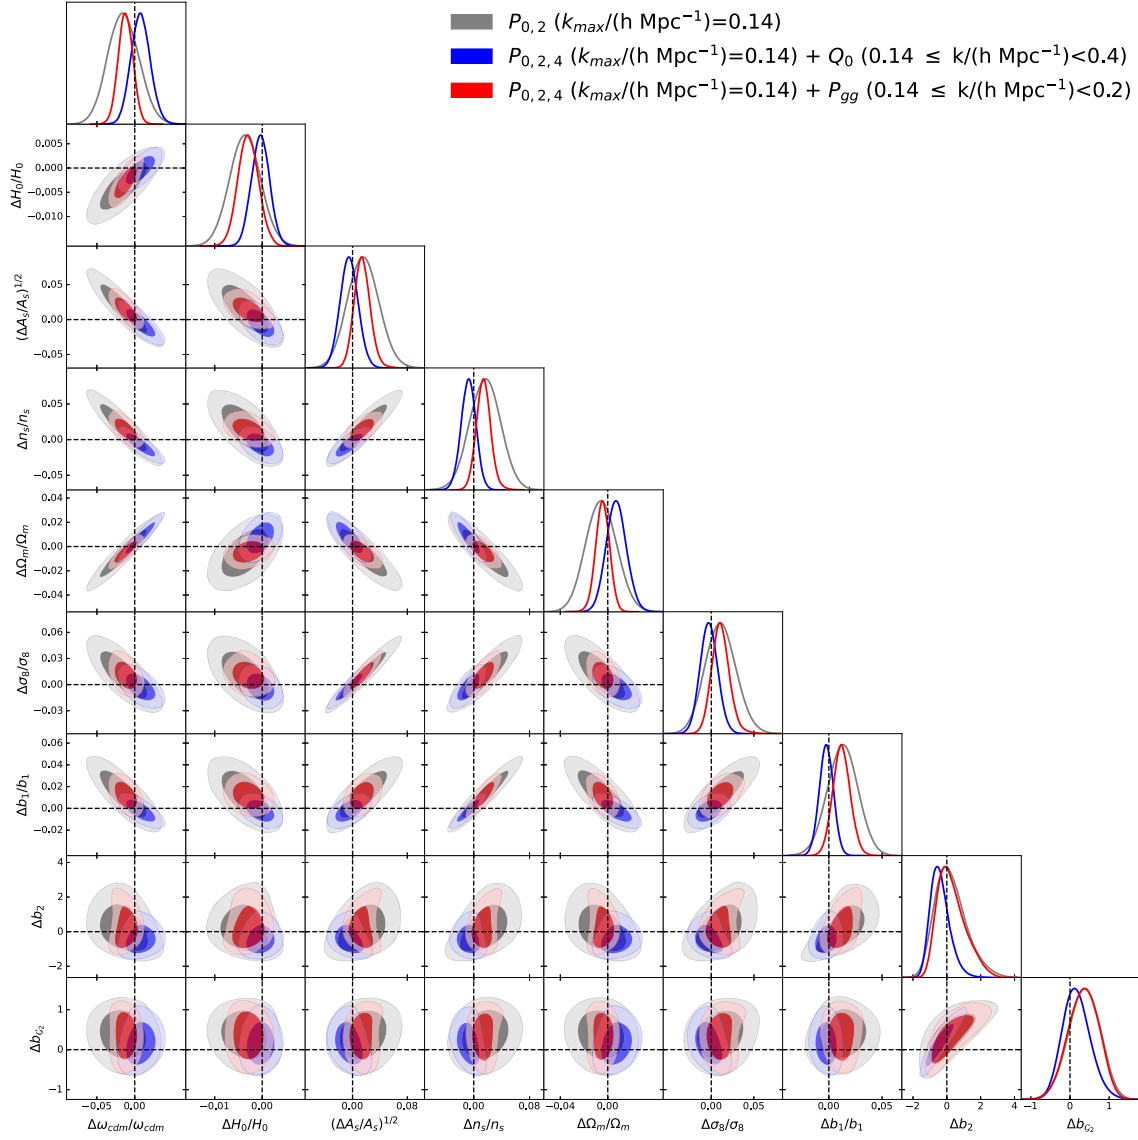 P₀,₂ (kₘₐₓ/(h Mpc⁻¹)=0.14)
P₀,₂,₄ (kₘₐₓ/(h Mpc⁻¹)=0.14) + Q₀ (0.14 ≤ k/(h Mpc⁻¹)<0.4)
P₀,₂,₄ (kₘₐₓ/(h Mpc⁻¹)=0.14) + P_gg (0.14 ≤ k/(h Mpc⁻¹)<0.2)
ΔH₀/H₀
0.005
0.000
−0.005
−0.010
(ΔAₛ/Aₛ)^1/2
0.05
0.00
−0.05
Δnₛ/nₛ
0.05
0.00
−0.05
ΔΩₘ/Ωₘ
0.04
0.02
0.00
−0.02
−0.04
Δσ₈/σ₈
0.06
0.03
0.00
−0.03
Δb₁/b₁
0.06
0.04
0.02
0.00
−0.02
Δb₂
4
2
0
−2
Δb_G₂
1
0
−1
−0.05 0.00 −0.01 0.00 0.00 0.08 0.00 0.05 −0.04 0.00 0.00 0.05 0.00 0.05 −2 0 2 4 −1 0 1
Δω_cdm/ω_cdm ΔH₀/H₀ (ΔAₛ/Aₛ)^1/2 Δnₛ/nₛ ΔΩₘ/Ωₘ Δσ₈/σ₈ Δb₁/b₁ Δb₂ Δb_G₂